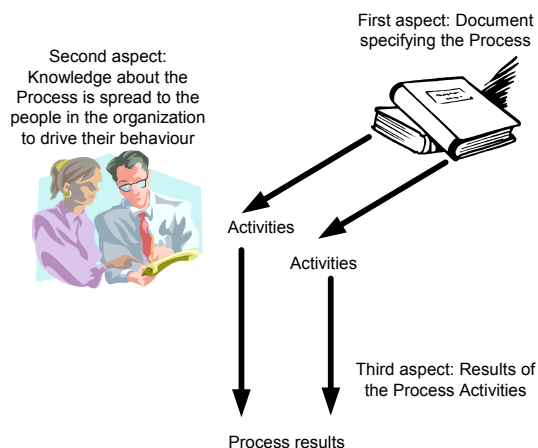 First aspect: Document
specifying the Process
Second aspect:
Knowledge about the
Process is spread to the
people in the organization
to drive their behaviour
Activities
Activities
Third aspect: Results of
the Process Activities
Process results